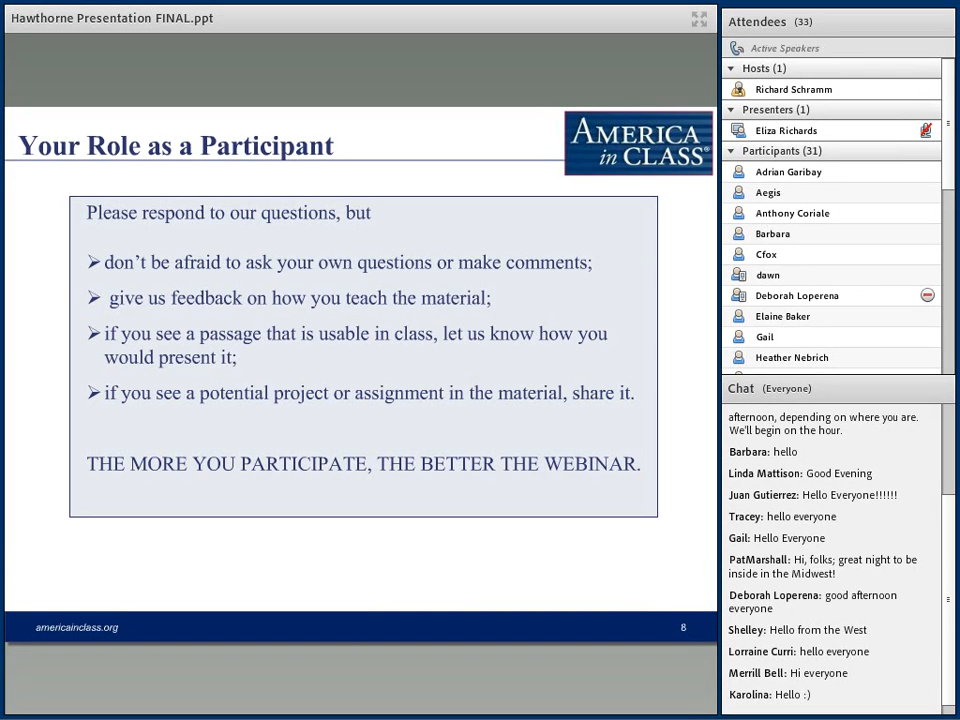 Hawthorne Presentation FINAL.ppt
Your Role as a Participant
AMERICA
in CLASS®
Please respond to our questions, but
➢ don't be afraid to ask your own questions or make comments;
➢ give us feedback on how you teach the material;
➢ if you see a passage that is usable in class, let us know how you
would present it;
➢ if you see a potential project or assignment in the material, share it.
THE MORE YOU PARTICIPATE, THE BETTER THE WEBINAR.
americainclass.org
8
Attendees (33)
Active Speakers
Hosts (1)
Richard Schramm
Presenters (1)
Eliza Richards
Participants (31)
Adrian Garibay
Aegis
Anthony Coriale
Barbara
Cfox
dawn
Deborah Loperena
Elaine Baker
Gail
Heather Nebrich
Chat (Everyone)
afternoon, depending on where you are.
We'll begin on the hour.
Barbara: hello
Linda Mattison: Good Evening
Juan Gutierrez: Hello Everyone!!!!!!
Tracey: hello everyone
Gail: Hello Everyone
PatMarshall: Hi, folks; great night to be
inside in the Midwest!
Deborah Loperena: good afternoon
everyone
Shelley: Hello from the West
Lorraine Curri: hello everyone
Merrill Bell: Hi everyone
Karolina: Hello :)